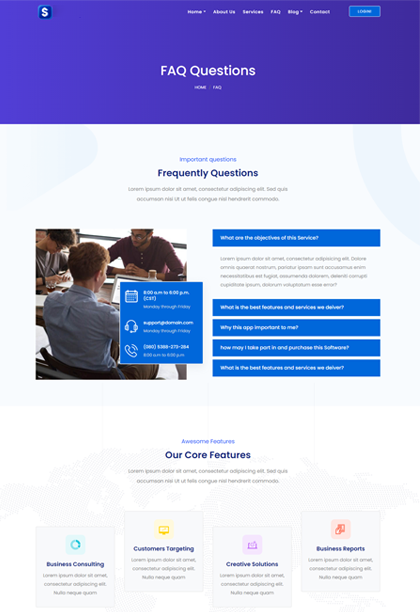 S
Home
About Us
Services
FAQ
Blog
Contact
LOGIN
FAQ Questions
HOME / FAQ
Important questions
Frequently Questions
Lorem ipsum dolor sit amet, consectetur adipiscing elit. Sed quis
accumsan nisi Ut ut felis congue nisl hendrerit commodo.
What are the objectives of this Service?
Lorem ipsum dolor sit amet, consectetur adipiscing elit. Dolore
omnis quaerat nostrum, pariatur ipsam sunt accusamus enim
necessitatibus est fugiat, assumenda dolorem, deleniti corrupti
cupiditate ipsum, dolorum voluptatum esse error?
What is the best features and services we deiver?
Why this app important to me?
how may I take part in and purchase this Software?
What is the best features and services we deiver?
8:00 a.m to 6:00 p.m.
(CST)
Monday through Friday
support@domain.com
Monday through Friday
(080) 5388-270-284
8:00 a.m to 6:00 p.m
Awesome Features
Our Core Features
Lorem ipsum dolor sit amet, consectetur adipiscing elit. Sed quis
accumsan nisi Ut ut felis congue nisl hendrerit commodo.
Business Consulting
Lorem ipsum dolor sit
amet, consectetur elit.
Nulla neque quam
Customers Targeting
Lorem ipsum dolor sit
amet, consectetur elit.
Nulla neque quam
Creative Solutions
Lorem ipsum dolor sit
amet, consectetur elit.
Nulla neque quam
Business Reports
Lorem ipsum dolor sit
amet, consectetur elit.
Nulla neque quam